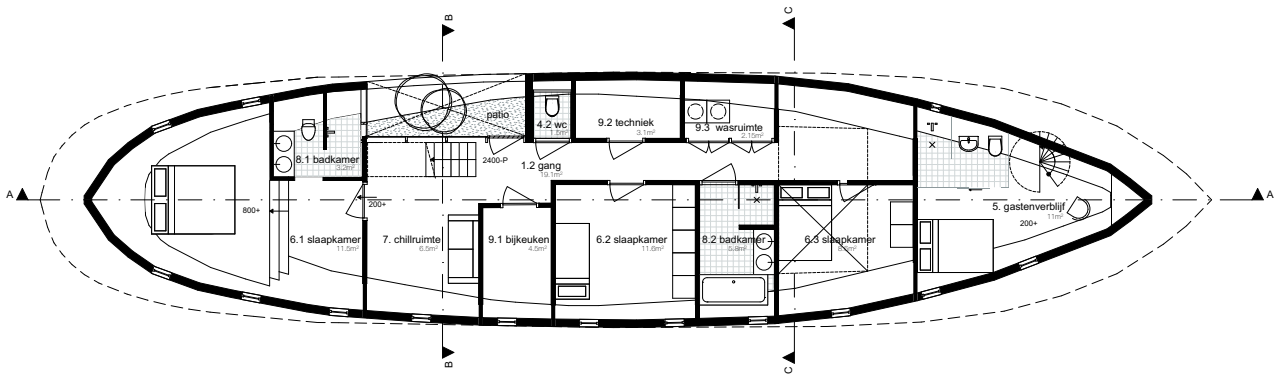 B
C
patio
4.2 wc
1.5m²
9.2 techniek
3.1m²
9.3 wasruimte
2.15m²
8.1 badkamer
3.2m²
2400-P
1.2 gang
19.1m²
A
A
800+
200+
6.1 slaapkamer
11.5m²
7. chillruimte
6.5m²
9.1 bijkeuken
4.5m²
6.2 slaapkamer
11.6m²
8.2 badkamer
5.8m²
6.3 slaapkamer
5. gastenverblijf
11m²
200+
B
C